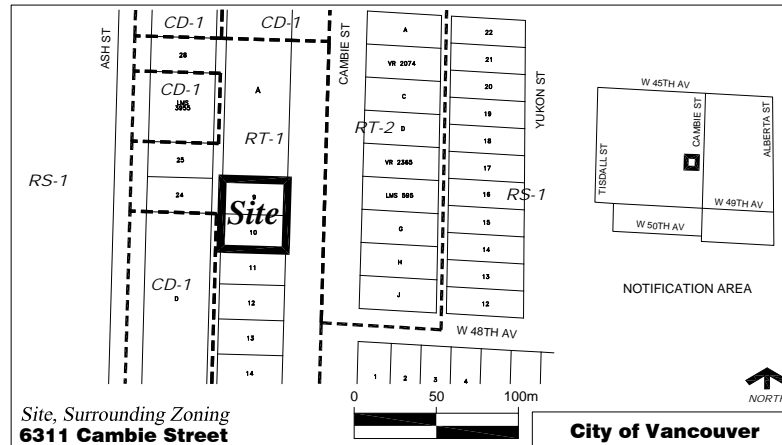 CD-1
CD-1
ASH ST
28
CD-1
LMS
3955
25
24
RS-1
CD-1
D
A
RT-1
9
Site
10
11
12
13
14
CAMBIE ST
A
VR 2074
C
RT-2
D
VR 2365
LMS 595
G
H
J
22
21
20
19
18
17
16
RS-1
15
14
13
12
YUKON ST
W 48TH AV
1
2
3
4
W 45TH AV
TISDALL ST
CAMBIE ST
ALBERTA ST
W 49TH AV
W 50TH AV
NOTIFICATION AREA
NORTH
0 50 100m
Site, Surrounding Zoning
6311 Cambie Street
City of Vancouver